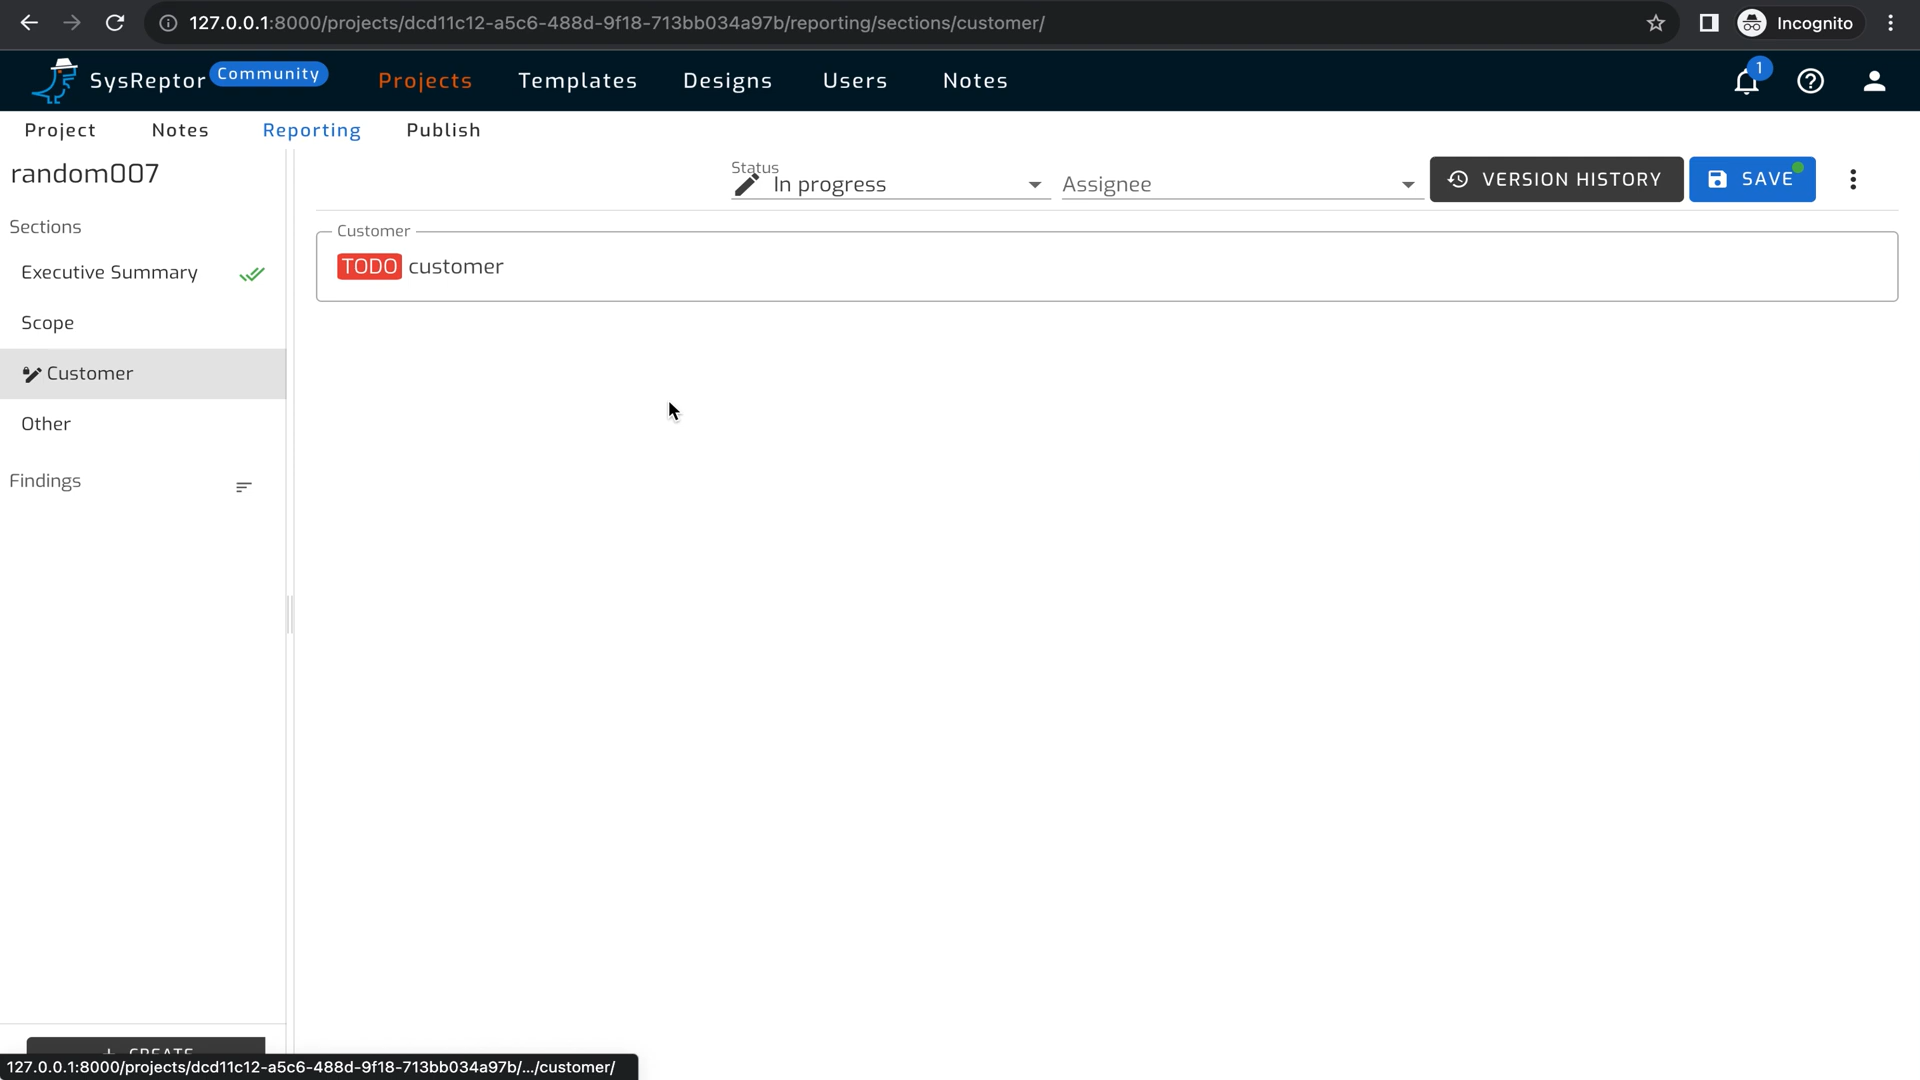 127.0.0.1:8000/projects/dcd11c12-a5c6-488d-9f18-713bb034a97b/reporting/sections/customer/
Incognito
SysReptor Community Projects Templates Designs Users Notes 1
Project Notes Reporting Publish
random007
Status
In progress
Assignee
VERSION HISTORY
SAVE
Sections
Executive Summary
Scope
Customer
Other
Findings
Customer
TODO customer
+ CREATE
127.0.0.1:8000/projects/dcd11c12-a5c6-488d-9f18-713bb034a97b/.../customer/